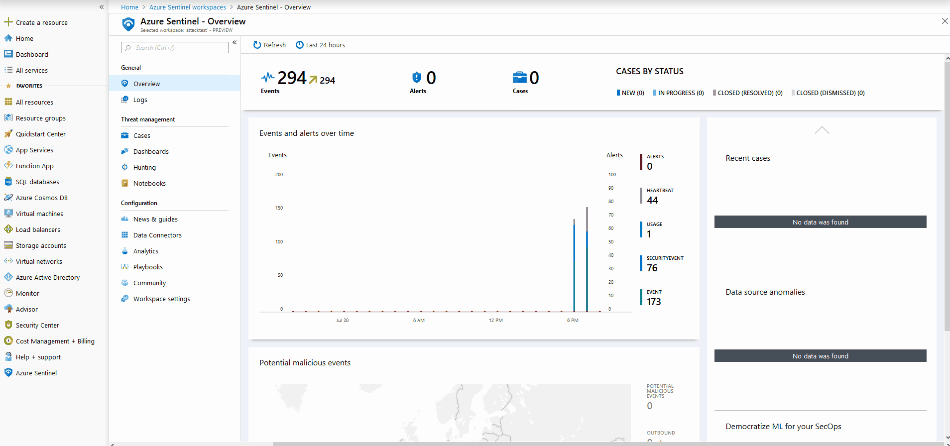 Home > Azure Sentinel workspaces > Azure Sentinel - Overview
Create a resource
Home
Dashboard
All services
FAVORITES
All resources
Resource groups
Quickstart Center
App Services
Function App
SQL databases
Azure Cosmos DB
Virtual machines
Load balancers
Storage accounts
Virtual networks
Azure Active Directory
Monitor
Advisor
Security Center
Cost Management + Billing
Help + support
Azure Sentinel
Azure Sentinel - Overview
Selected workspace: 'stacktest' - PREVIEW
Search (Ctrl+/)
General
Overview
Logs
Threat management
Cases
Dashboards
Hunting
Notebooks
Configuration
News & guides
Data Connectors
Analytics
Playbooks
Community
Workspace settings
Refresh Last 24 hours
294 294
Events
0
Alerts
0
Cases
CASES BY STATUS
NEW (0) IN PROGRESS (0) CLOSED (RESOLVED) (0) CLOSED (DISMISSED) (0)
Events and alerts over time
Events Alerts
200
150
100
50
0
100
90
80
70
60
50
40
30
20
10
0
Jul 28 6 AM 12 PM 6 PM
ALERTS
0
HEARTBEAT
44
USAGE
1
SECURITYEVENT
76
EVENT
173
Potential malicious events
POTENTIAL
MALICIOUS
EVENTS
0
OUTBOUND
Recent cases
No data was found
Data source anomalies
No data was found
Democratize ML for your SecOps